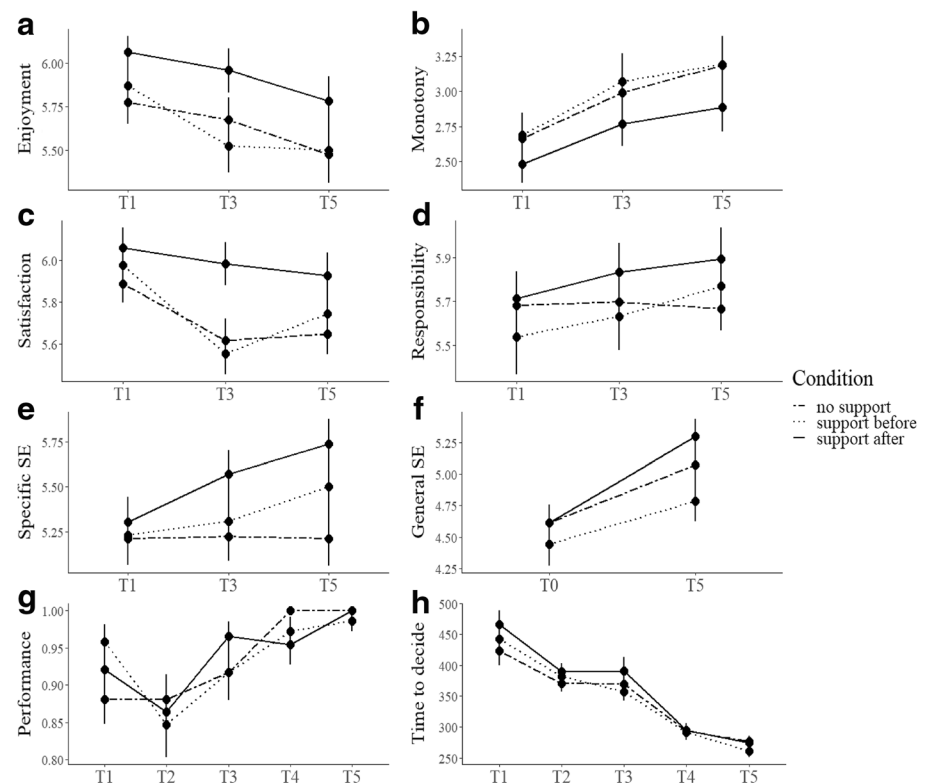 a
Enjoyment
6.00
5.75
5.50
T1 T3 T5
b
Monotony
3.25
3.00
2.75
2.50
T1 T3 T5
c
Satisfaction
6.0
5.8
5.6
T1 T3 T5
d
Responsibility
5.9
5.7
5.5
T1 T3 T5
e
Specific SE
5.75
5.50
5.25
T1 T3 T5
f
General SE
5.25
5.00
4.75
4.50
4.25
T0 T5
g
Performance
1.00
0.95
0.90
0.85
0.80
T1 T2 T3 T4 T5
h
Time to decide
500
450
400
350
300
250
T1 T2 T3 T4 T5
Condition
no support
support before
support after